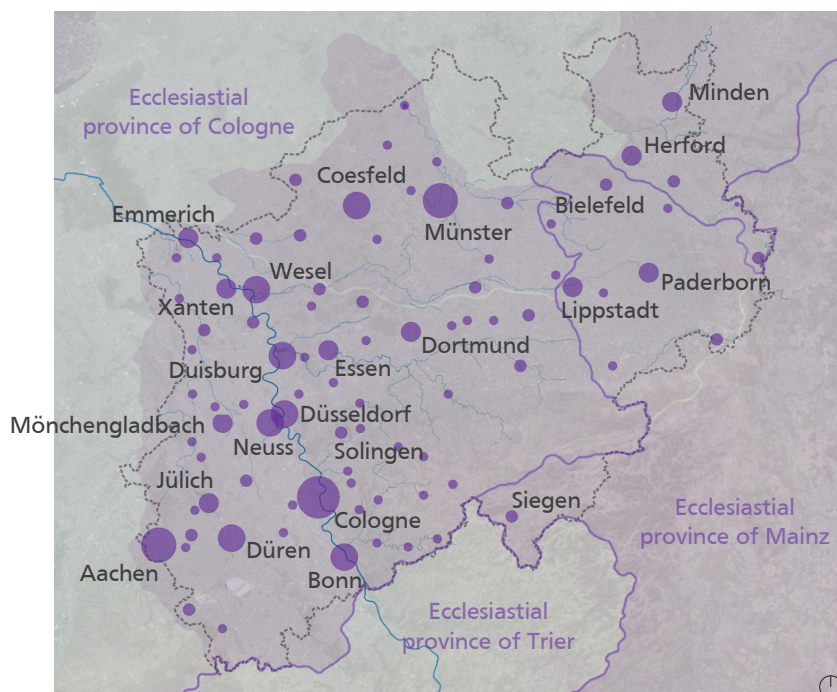 Ecclesiastial
province of Cologne
Minden
Herford
Coesfeld
Bielefeld
Emmerich
Münster
Wesel
Paderborn
Xanten
Lippstadt
Dortmund
Duisburg
Essen
Düsseldorf
Mönchengladbach
Neuss
Solingen
Jülich
Siegen
Cologne
Ecclesiastial
province of Mainz
Düren
Aachen
Bonn
Ecclesiastial
province of Trier